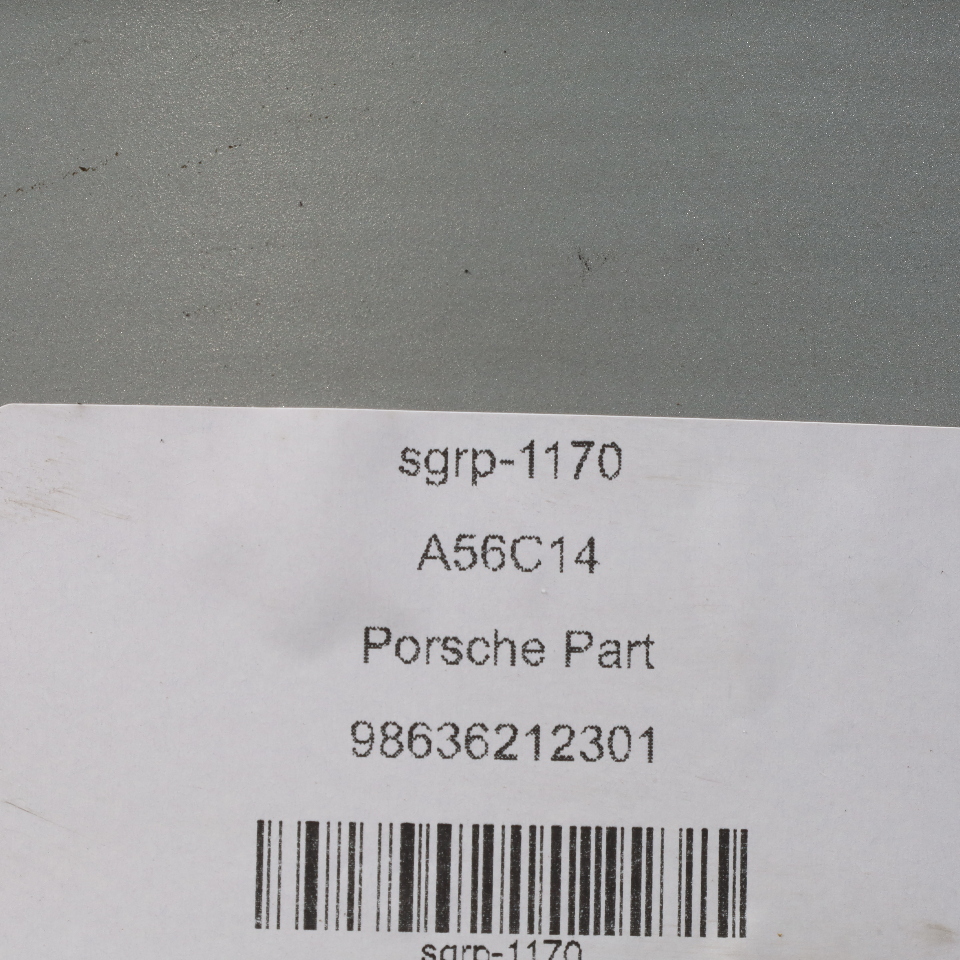 sgrp-1170
A56C14
Porsche Part
98636212301
sgrp-1170